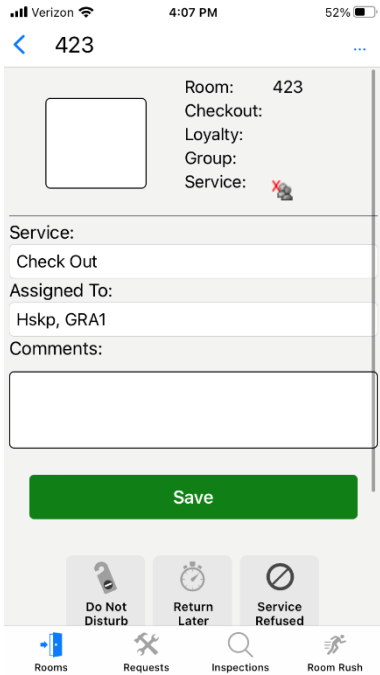 Verizon 4:07 PM 52%
423 ...
Room: 423
Checkout:
Loyalty:
Group:
Service:
Service:
Check Out
Assigned To:
Hskp, GRA1
Comments:
Save
Do Not Disturb
Return Later
Service Refused
Rooms Requests Inspections Room Rush